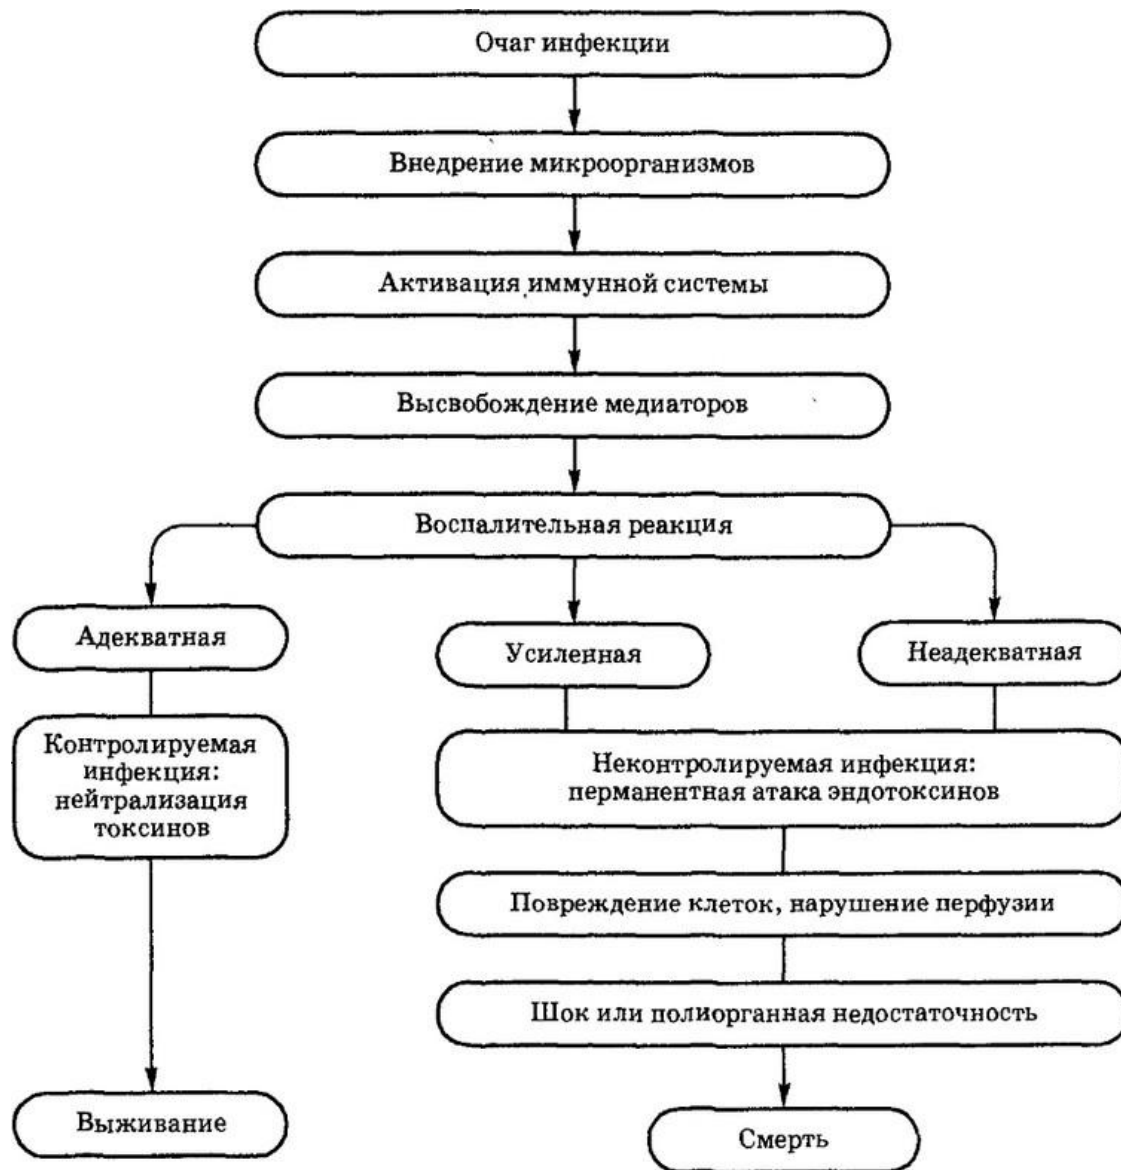 Очаг инфекции
Внедрение микроорганизмов
Активация иммунной системы
Высвобождение медиаторов
Воспалительная реакция
Адекватная
Усиленная
Неадекватная
Контролируемая
инфекция:
нейтрализация
токсинов
Неконтролируемая инфекция:
перманентная атака эндотоксинов
Повреждение клеток, нарушение перфузии
Шок или полиорганная недостаточность
Выживание
Смерть